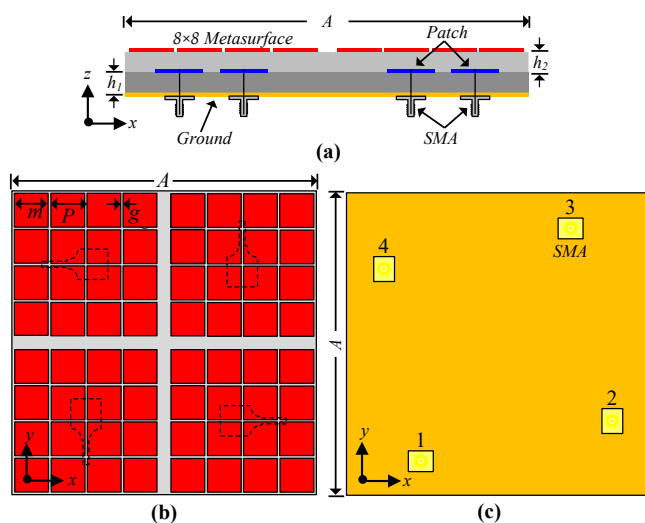 A
8×8 Metasurface
Patch
h1
h2
z
x
Ground
SMA
(a)
A
m
P
g
y
x
(b)
A
3
SMA
4
2
1
y
x
(c)